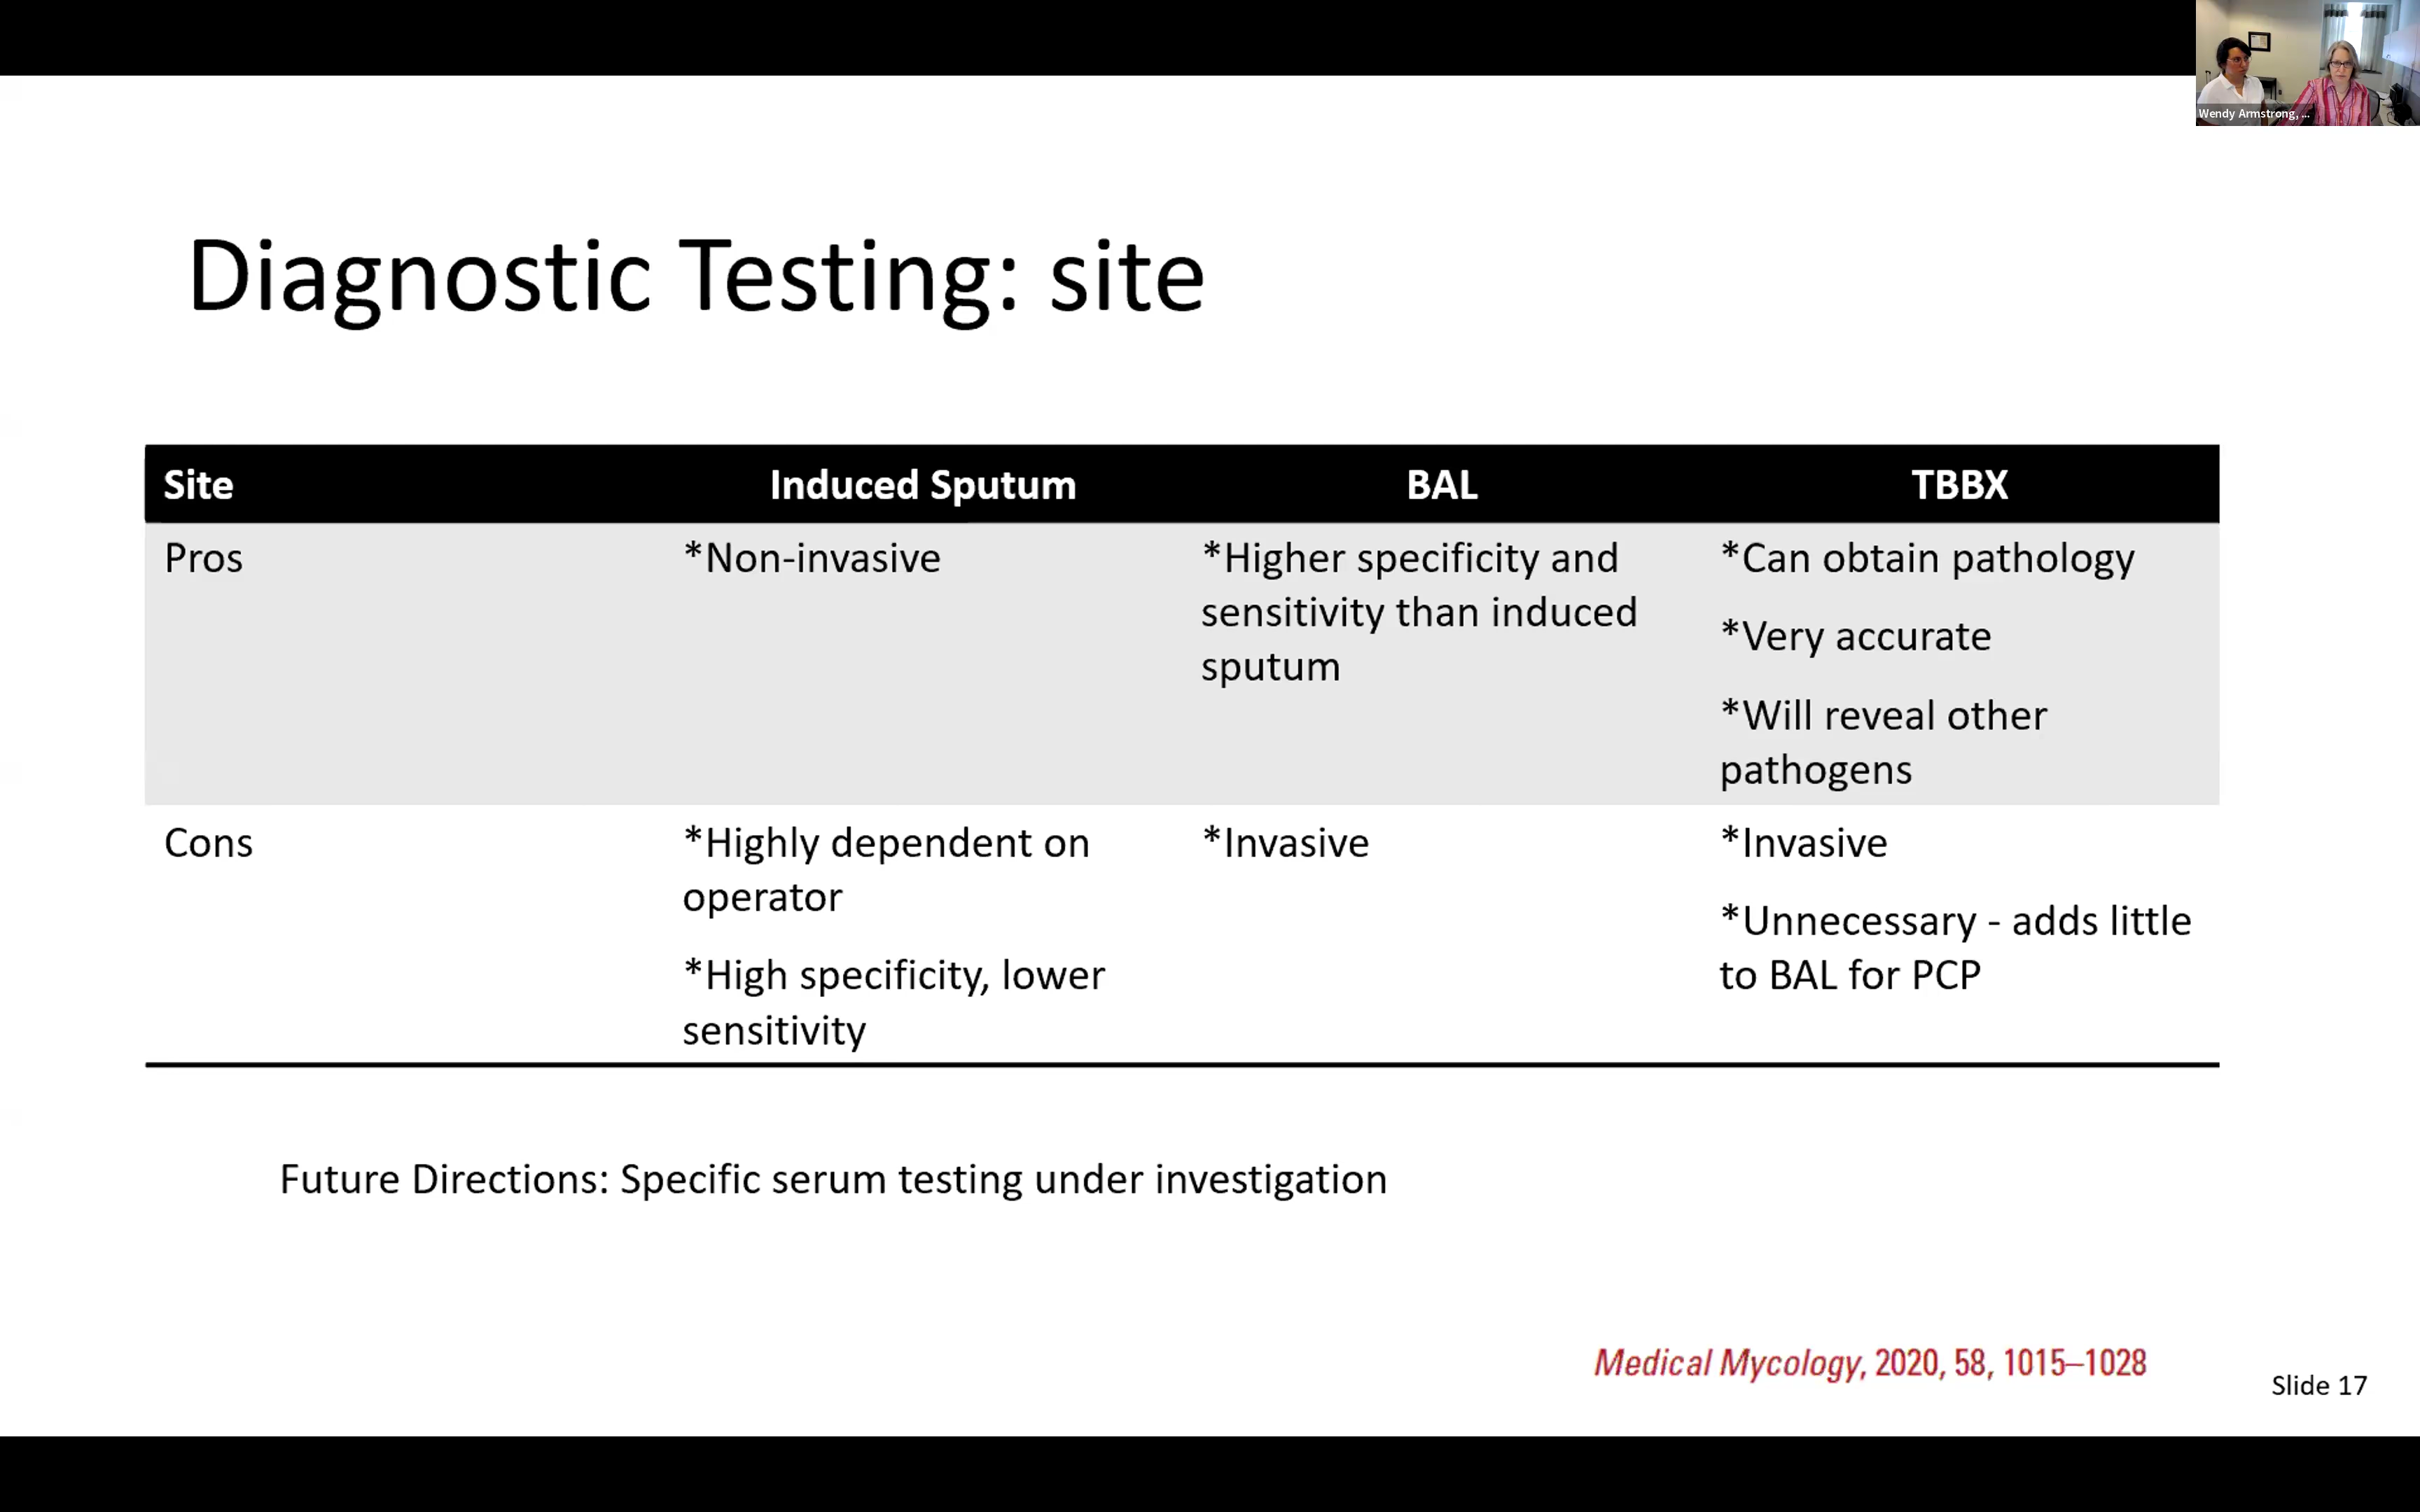 Wendy Armstrong, ...
Diagnostic Testing: site
Site
Induced Sputum
BAL
TBBX
Pros
*Non-invasive
*Higher specificity and
sensitivity than induced
sputum
*Can obtain pathology
*Very accurate
*Will reveal other
pathogens
Cons
*Highly dependent on
operator
*High specificity, lower
sensitivity
*Invasive
*Invasive
*Unnecessary - adds little
to BAL for PCP
Future Directions: Specific serum testing under investigation
Medical Mycology, 2020, 58, 1015–1028
Slide 17